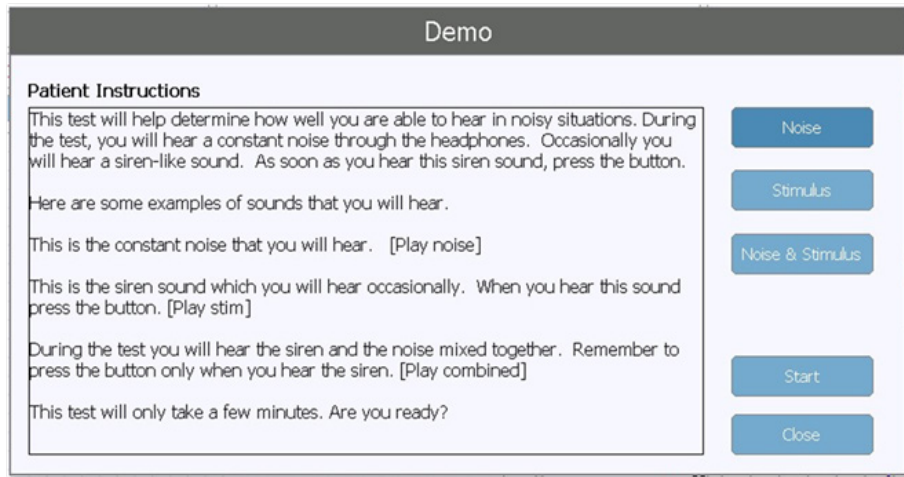 Demo
Patient Instructions
This test will help determine how well you are able to hear in noisy situations. During
the test, you will hear a constant noise through the headphones.  Occasionally you
will hear a siren-like sound.  As soon as you hear this siren sound, press the button.
Here are some examples of sounds that you will hear.
This is the constant noise that you will hear.   [Play noise]
This is the siren sound which you will hear occasionally.  When you hear this sound
press the button. [Play stim]
During the test you will hear the siren and the noise mixed together.  Remember to
press the button only when you hear the siren. [Play combined]
This test will only take a few minutes. Are you ready?
Noise
Stimulus
Noise & Stimulus
Start
Close